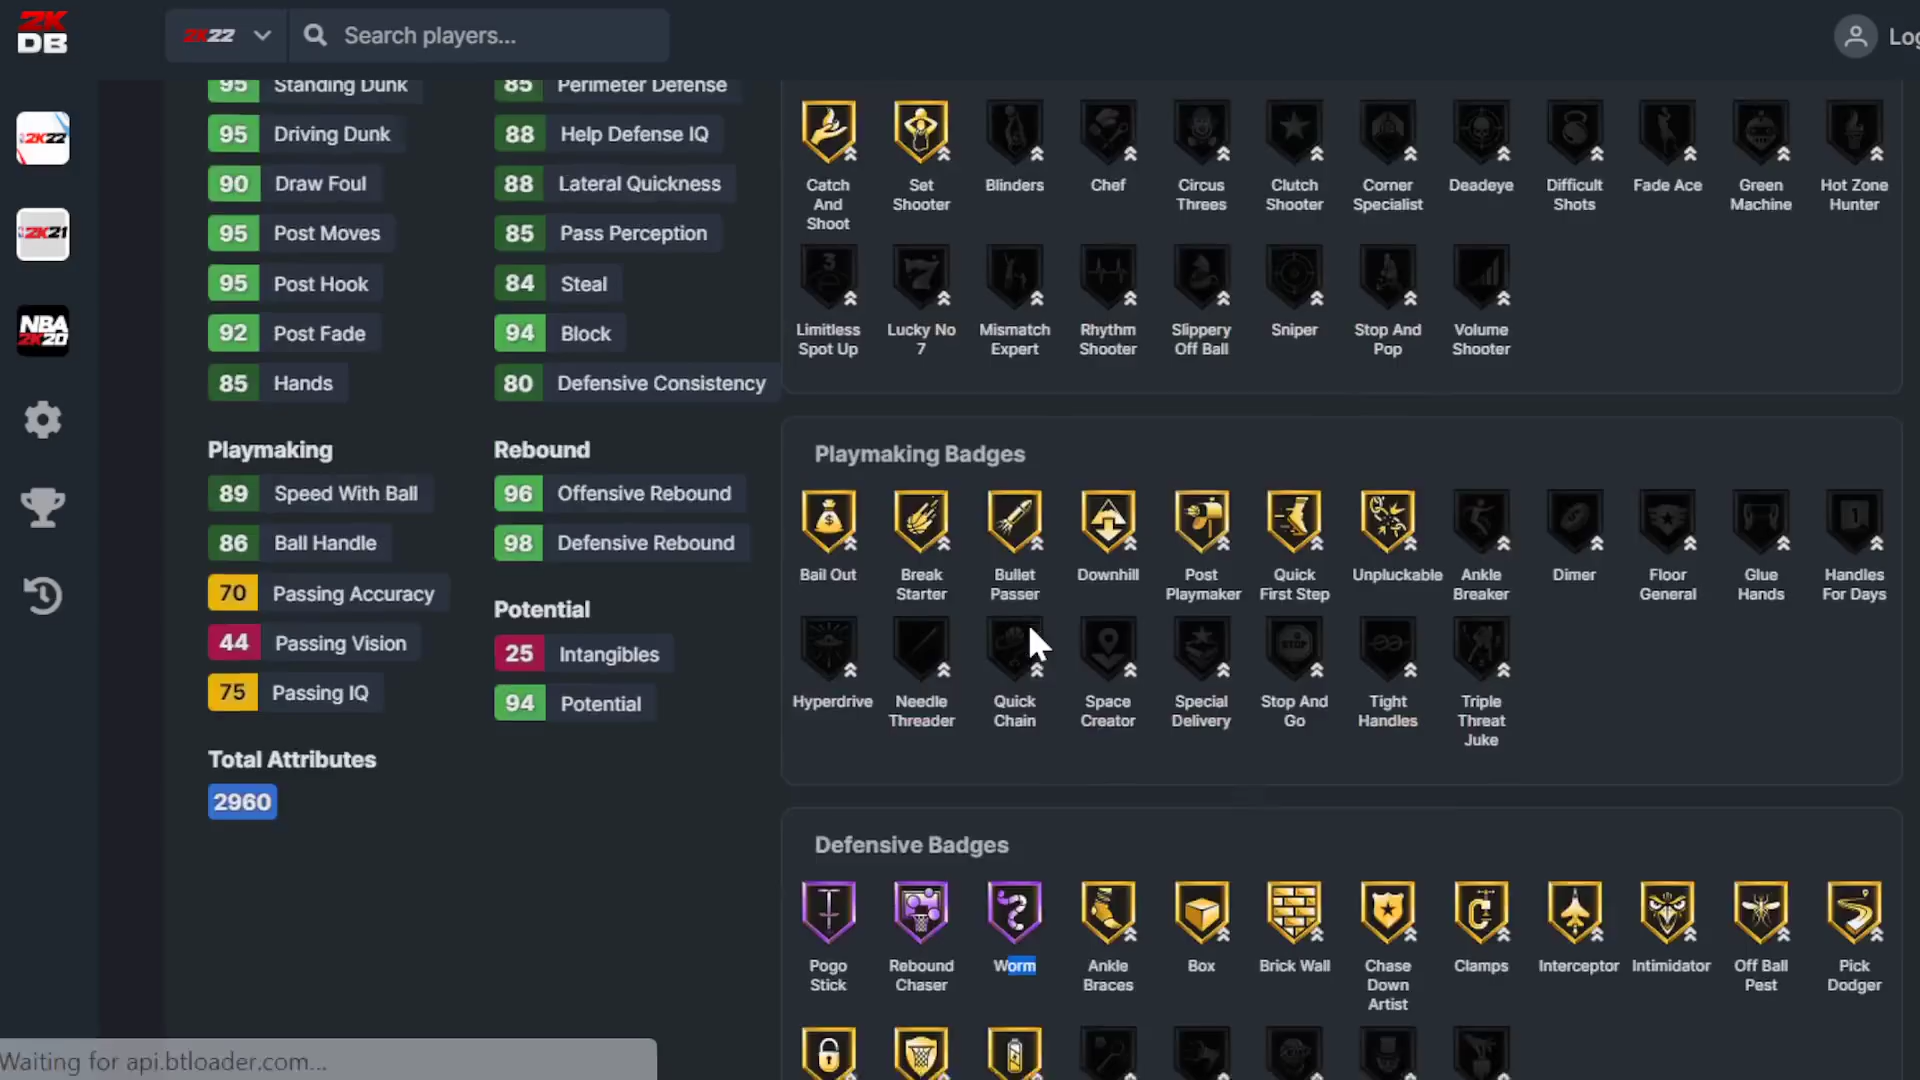 2K
DB
2K22
Search players...
Log
2K22
2K21
NBA
2K20
95 Standing Dunk
95 Driving Dunk
90 Draw Foul
95 Post Moves
95 Post Hook
92 Post Fade
85 Hands
85 Perimeter Defense
88 Help Defense IQ
88 Lateral Quickness
85 Pass Perception
84 Steal
94 Block
80 Defensive Consistency
Playmaking
89 Speed With Ball
86 Ball Handle
70 Passing Accuracy
44 Passing Vision
75 Passing IQ
Rebound
96 Offensive Rebound
98 Defensive Rebound
Potential
25 Intangibles
94 Potential
Total Attributes
2960
Catch
And
Shoot
Set
Shooter
Blinders
Chef
Circus
Threes
Clutch
Shooter
Corner
Specialist
Deadeye
Difficult
Shots
Fade Ace
Green
Machine
Hot Zone
Hunter
Limitless
Spot Up
Lucky No
7
Mismatch
Expert
Rhythm
Shooter
Slippery
Off Ball
Sniper
Stop And
Pop
Volume
Shooter
Playmaking Badges
Bail Out
Break
Starter
Bullet
Passer
Downhill
Post
Playmaker
Quick
First Step
Unpluckable
Ankle
Breaker
Dimer
Floor
General
Glue
Hands
Handles
For Days
Hyperdrive
Needle
Threader
Quick
Chain
Space
Creator
Special
Delivery
Stop And
Go
Tight
Handles
Triple
Threat
Juke
Defensive Badges
Pogo
Stick
Rebound
Chaser
Worm
Ankle
Braces
Box
Brick Wall
Chase
Down
Artist
Clamps
Interceptor
Intimidator
Off Ball
Pest
Pick
Dodger
Waiting for api.btloader.com...